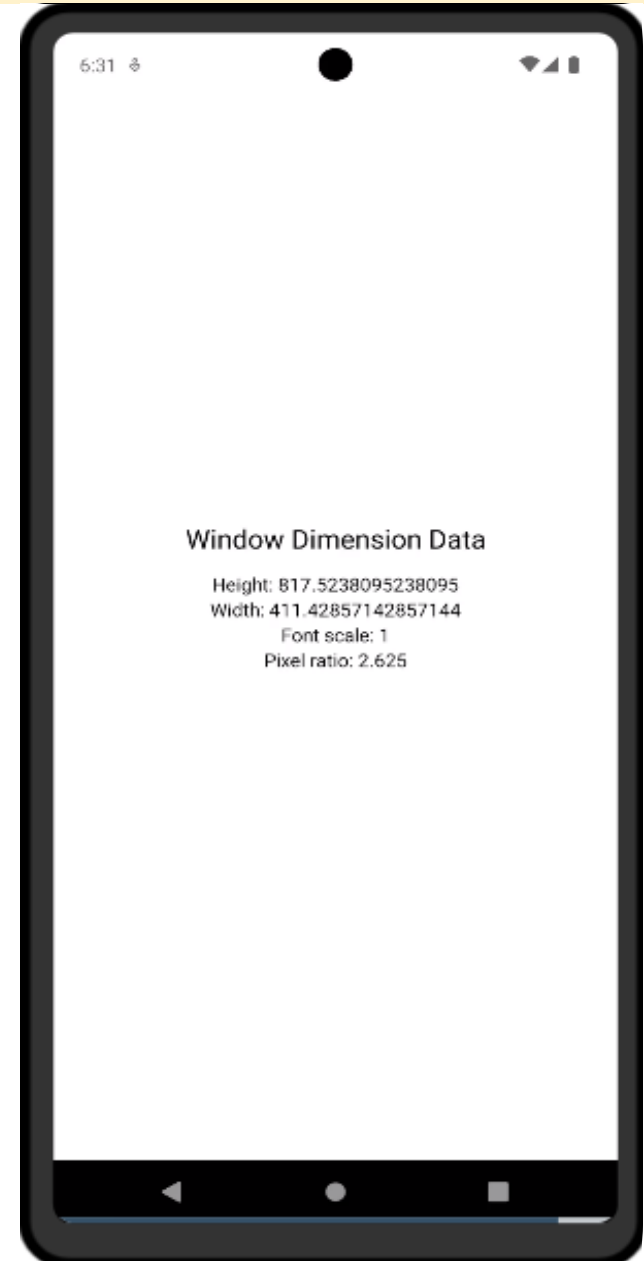 6:31
Window Dimension Data
Height: 817.5238095238095
Width: 411.42857142857144
Font scale: 1
Pixel ratio: 2.625